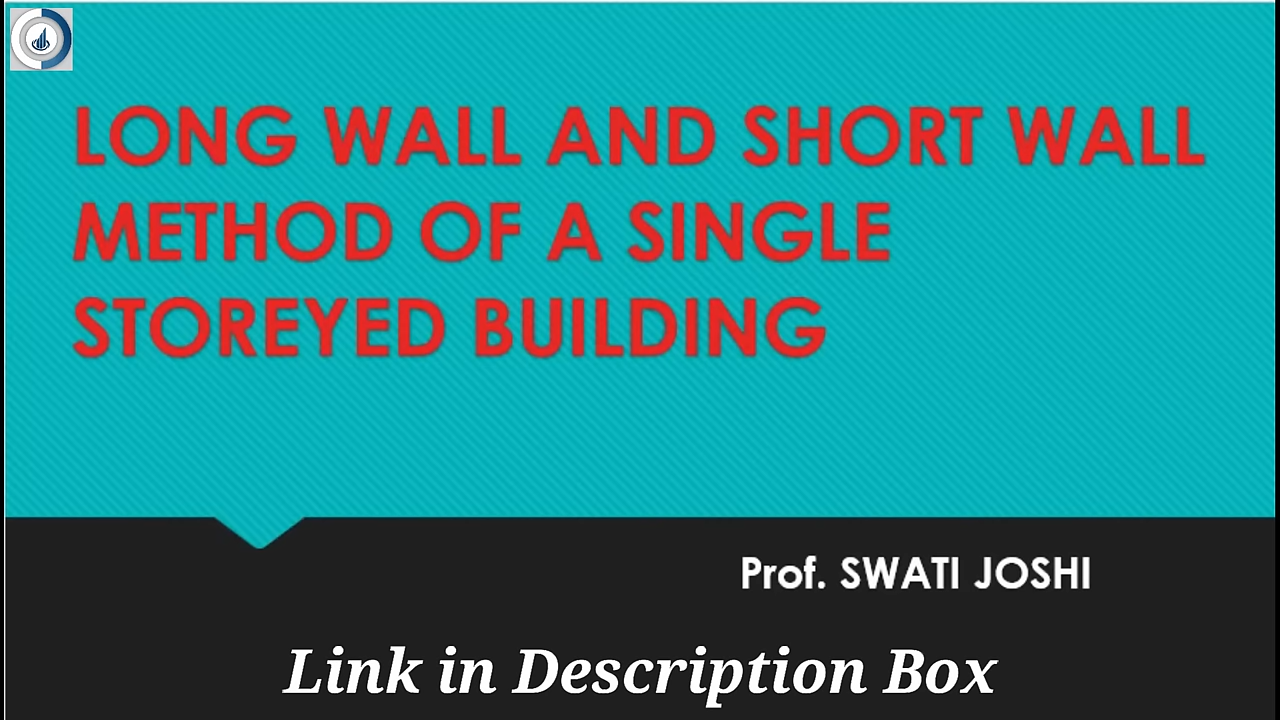 LONG WALL AND SHORT WALL
METHOD OF A SINGLE
STOREYED BUILDING
Prof. SWATI JOSHI
Link in Description Box